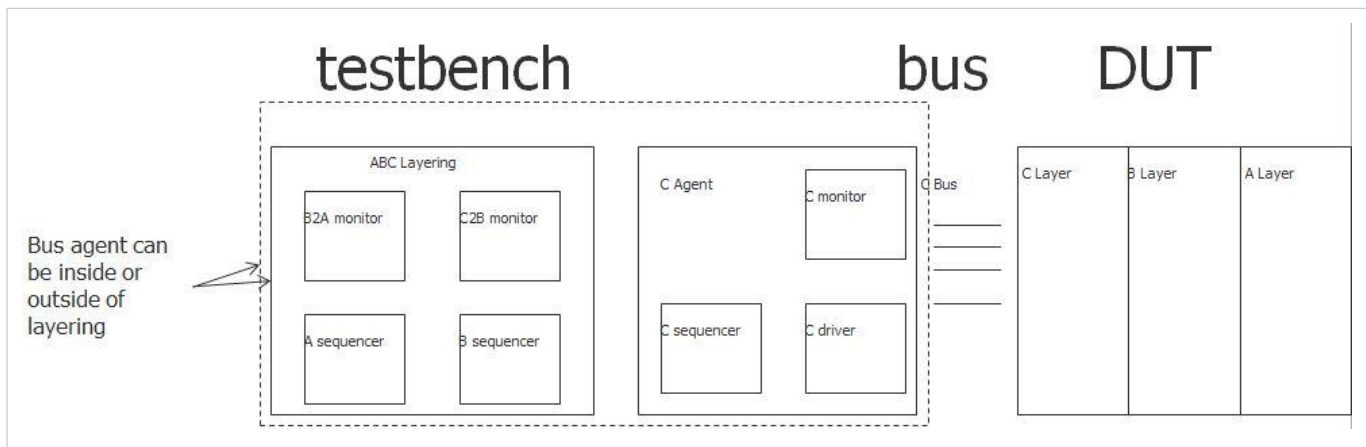 testbench bus DUT
ABC Layering
B2A monitor
C2B monitor
A sequencer
B sequencer
C Agent
C monitor
C sequencer
C driver
C Bus
C Layer
B Layer
A Layer
Bus agent can
be inside or
outside of
layering